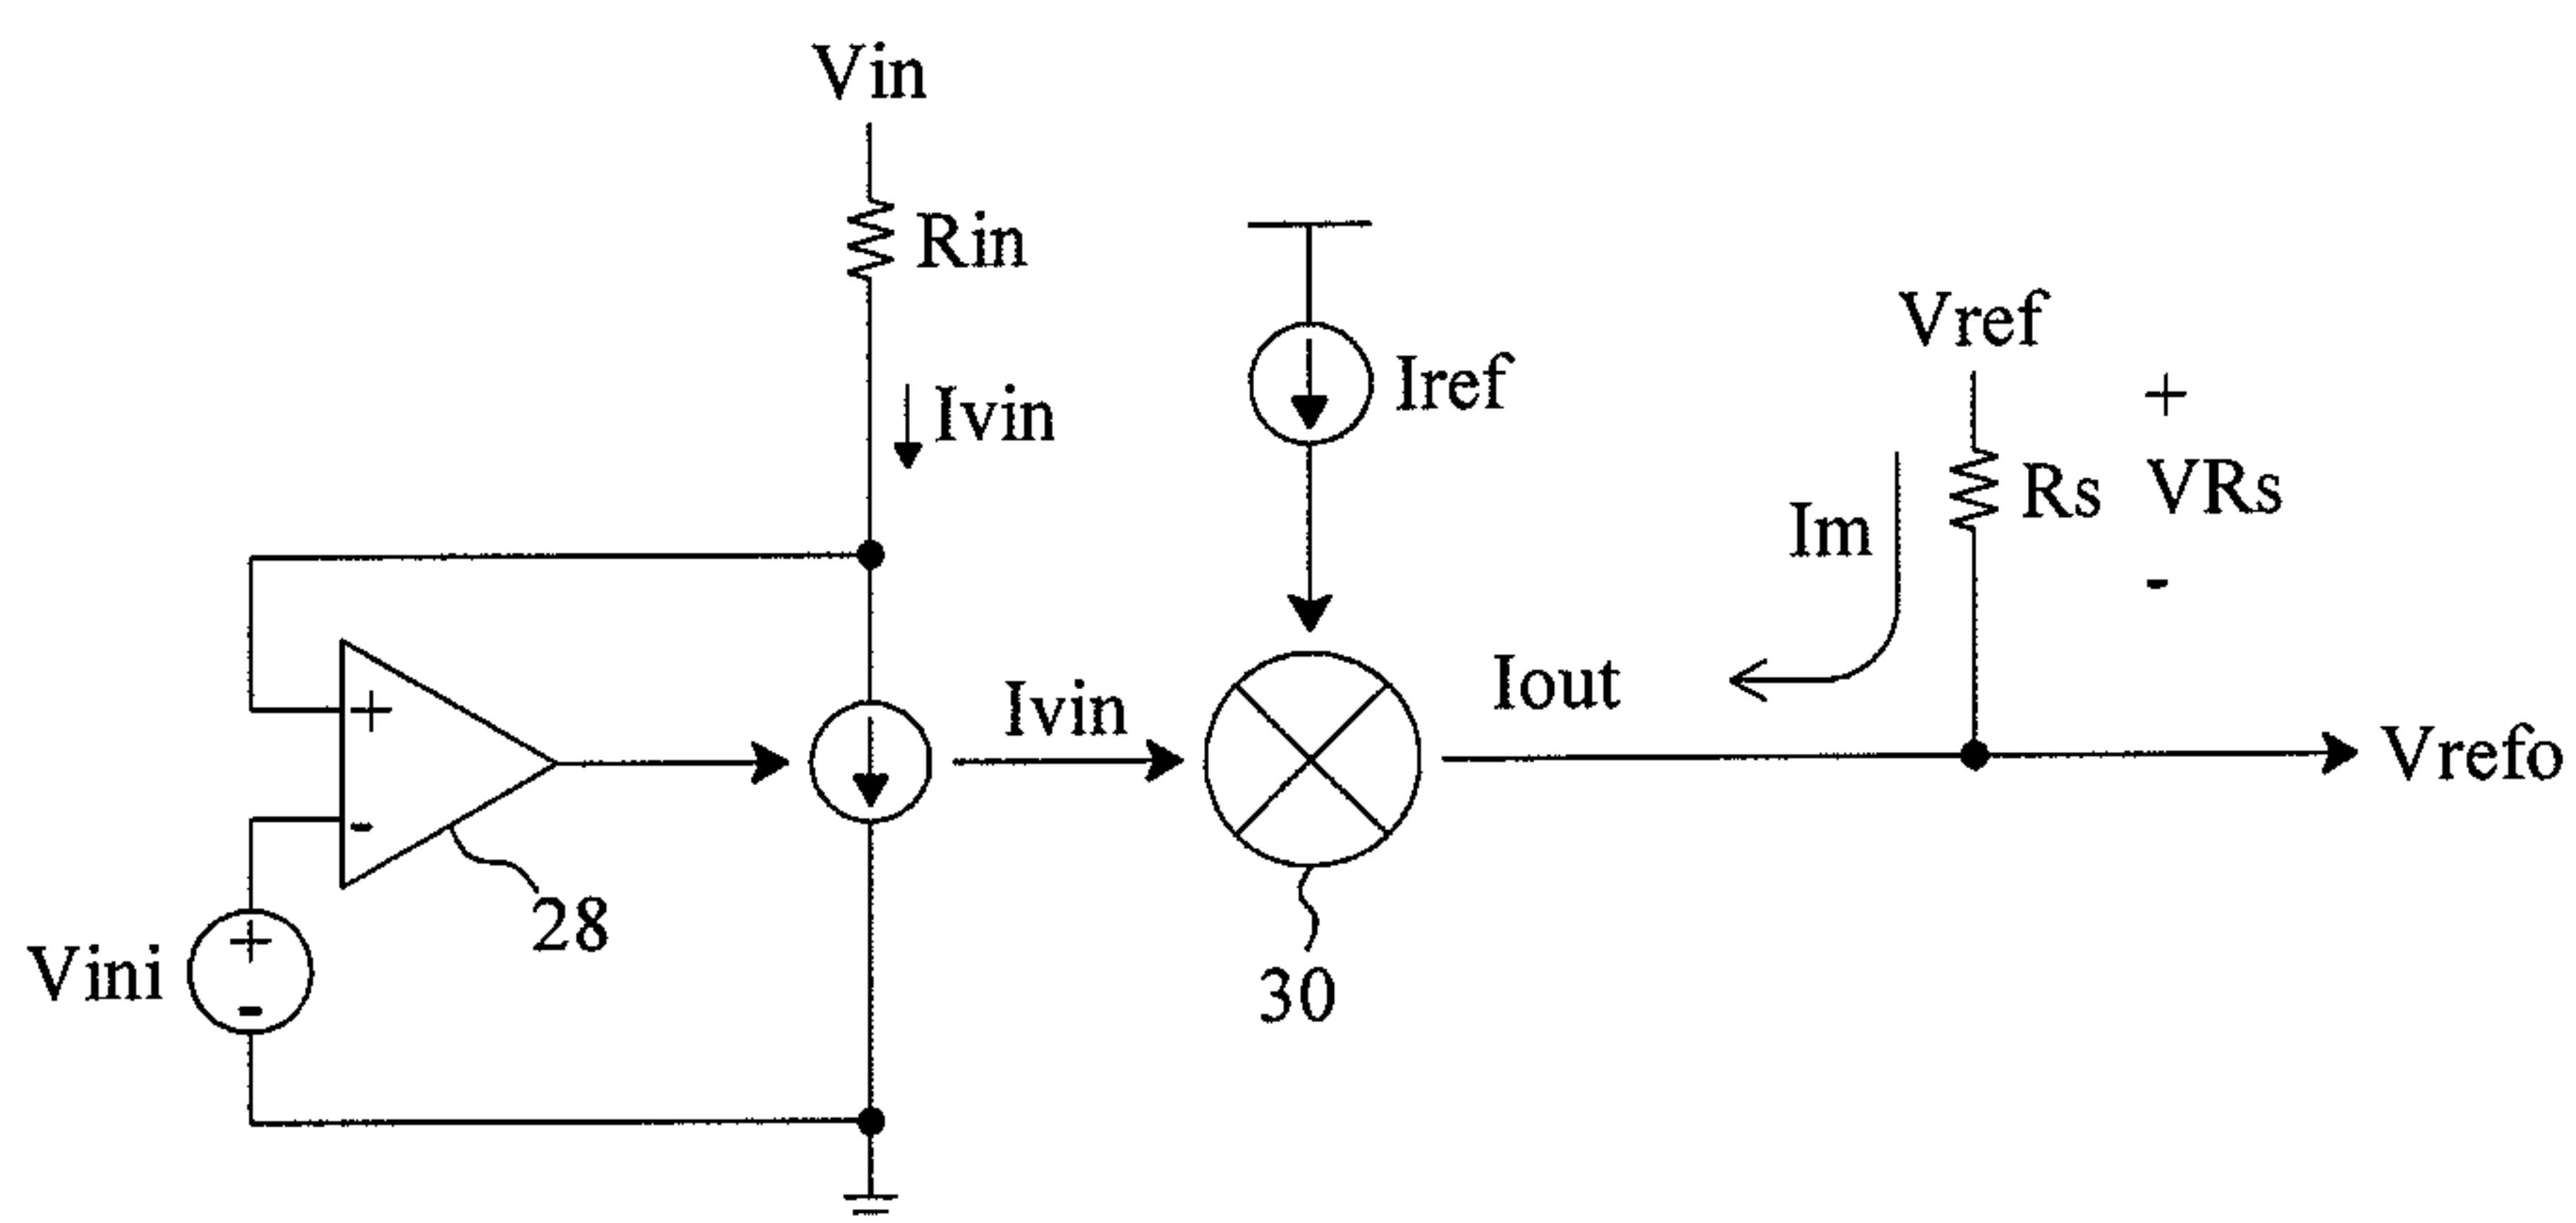 Vin
Rin
Ivin
Iref
Vref
+
Rs
VRs
-
Im
Iout
Ivin
+
-
28
Vini
+
-
30
Vrefo